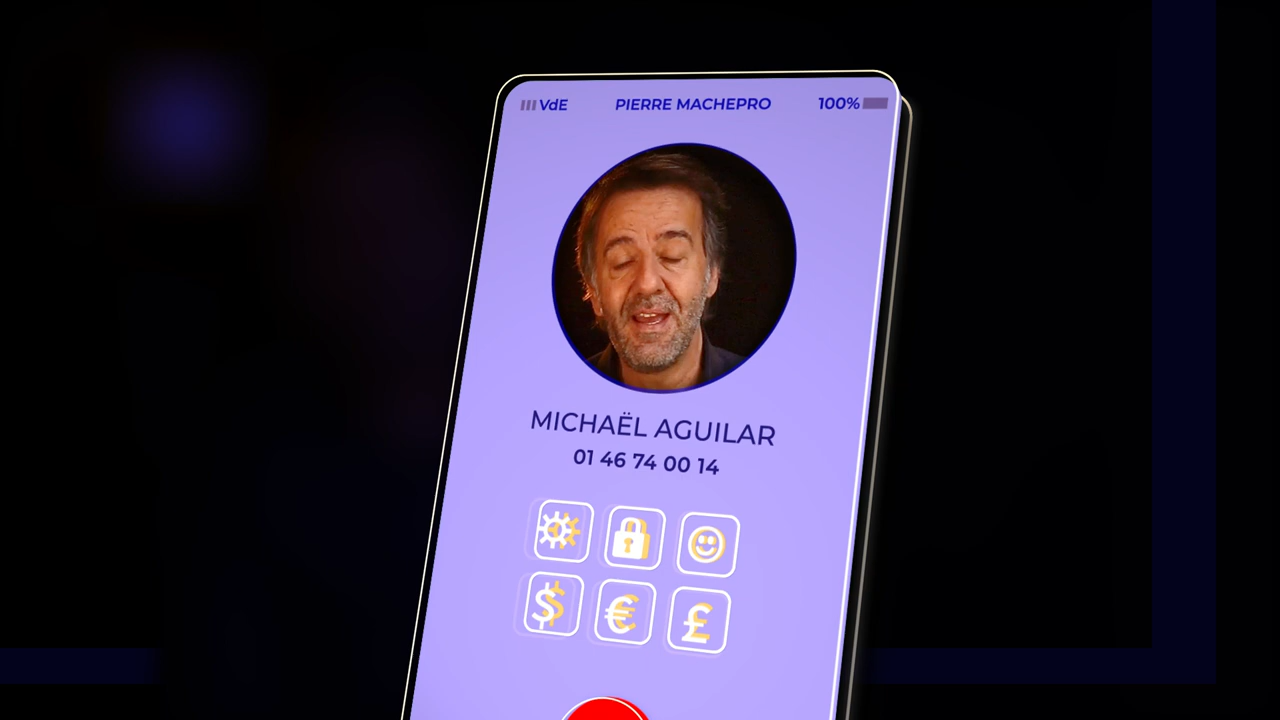 VdE PIERRE MACHEPRO 100%
MICHAËL AGUILAR
01 46 74 00 14
$ € £